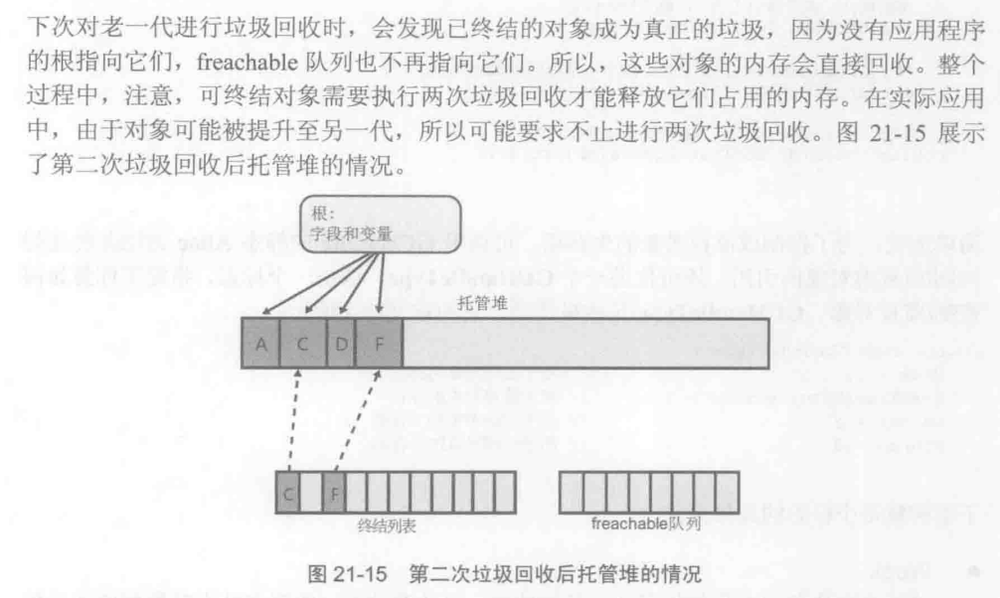 下次对老一代进行垃圾回收时，会发现已终结的对象成为真正的垃圾，因为没有应用程序
的根指向它们，freachable 队列也不再指向它们。所以，这些对象的内存会直接回收。整个
过程中，注意，可终结对象需要执行两次垃圾回收才能释放它们占用的内存。在实际应用
中，由于对象可能被提升至另一代，所以可能要求不止进行两次垃圾回收。图 21-15 展示
了第二次垃圾回收后托管堆的情况。
根：
字段和变量
托管堆
A C D F
C F
终结列表 freachable队列
图 21-15 第二次垃圾回收后托管堆的情况